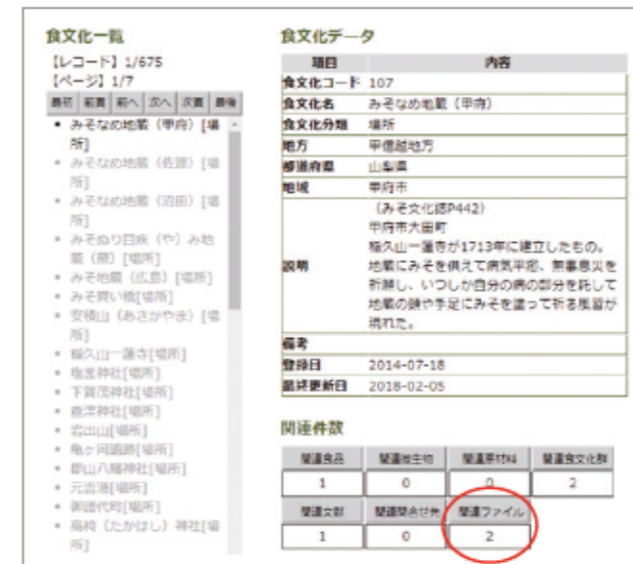 食文化一覧
【レコード】1/675
【ページ】1/7
最初 前頁 前へ 次へ 次頁 最後
• みそなめ地蔵（甲府）[場
所]
• みそなめ地蔵（佐渡）[場
所]
• みそなめ地蔵（沼田）[場
所]
• みそぬり目疾（や）み地
蔵（蕨）[場所]
• みそ地蔵（広島）[場所]
• みそ買い橋[場所]
• 安積山（あさかやま）[場
所]
• 稲久山一蓮寺[場所]
• 塩釜神社[場所]
• 下賀茂神社[場所]
• 萱津神社[場所]
• 岩出山[場所]
• 亀ヶ岡遺跡[場所]
• 郡山八幡神社[場所]
• 元吉港[場所]
• 御譜代町[場所]
• 高椅（たかはし）神社[場
所]
食文化データ
項目 内容
食文化コード 107
食文化名 みそなめ地蔵（甲府）
食文化分類 場所
地方 甲信越地方
都道府県 山梨県
地域 甲府市
説明
（みそ文化誌P442）
甲府市大田町
稲久山一蓮寺が1713年に建立したもの。
地蔵にみそを供えて病気平癒、無事息災を
祈願し、いつしか自分の病の部分を託して
地蔵の頭や手足にみそを塗って祈る風習が
現れた。
備考
登録日 2014-07-18
最終更新日 2018-02-05
関連件数
関連食品 関連微生物 関連原材料 関連食文化群
1 0 0 2
関連文献 関連問合せ先 関連ファイル
1 0 2